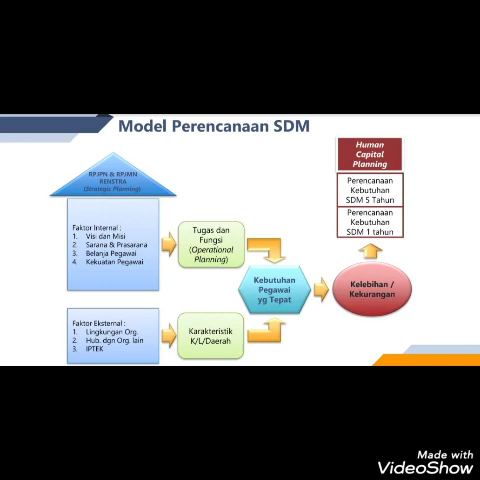 Model Perencanaan SDM
RPJPN & RPJMN
RENSTRA
(Strategic Planning)
Faktor Internal :
1. Visi dan Misi
2. Sarana & Prasarana
3. Belanja Pegawai
4. Kekuatan Pegawai
Tugas dan
Fungsi
(Operational
Planning)
Faktor Eksternal :
1. Lingkungan Org.
2. Hub. dgn Org. lain
3. IPTEK
Karakteristik
K/L/Daerah
Kebutuhan
Pegawai
yg Tepat
Kelebihan /
Kekurangan
Human
Capital
Planning
Perencanaan
Kebutuhan
SDM 5 Tahun
Perencanaan
Kebutuhan
SDM 1 tahun
Made with
VideoShow